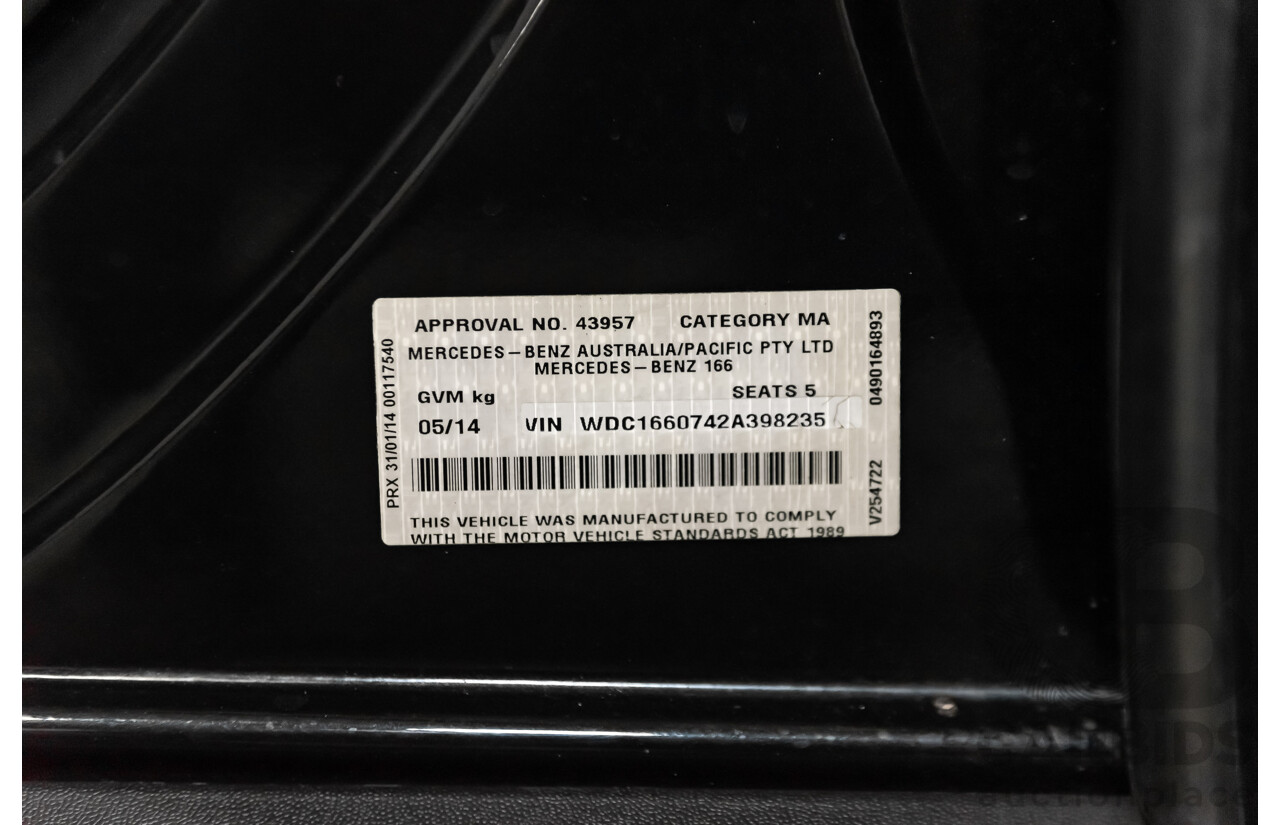 APPROVAL NO. 43957 CATEGORY MA
MERCEDES-BENZ AUSTRALIA/PACIFIC PTY LTD
MERCEDES-BENZ 166
GVM kg SEATS 5
05/14 VIN WDC1660742A398235
THIS VEHICLE WAS MANUFACTURED TO COMPLY
WITH THE MOTOR VEHICLE STANDARDS ACT 1989
PRX 31/01/14 00117540
0490164893
V254722